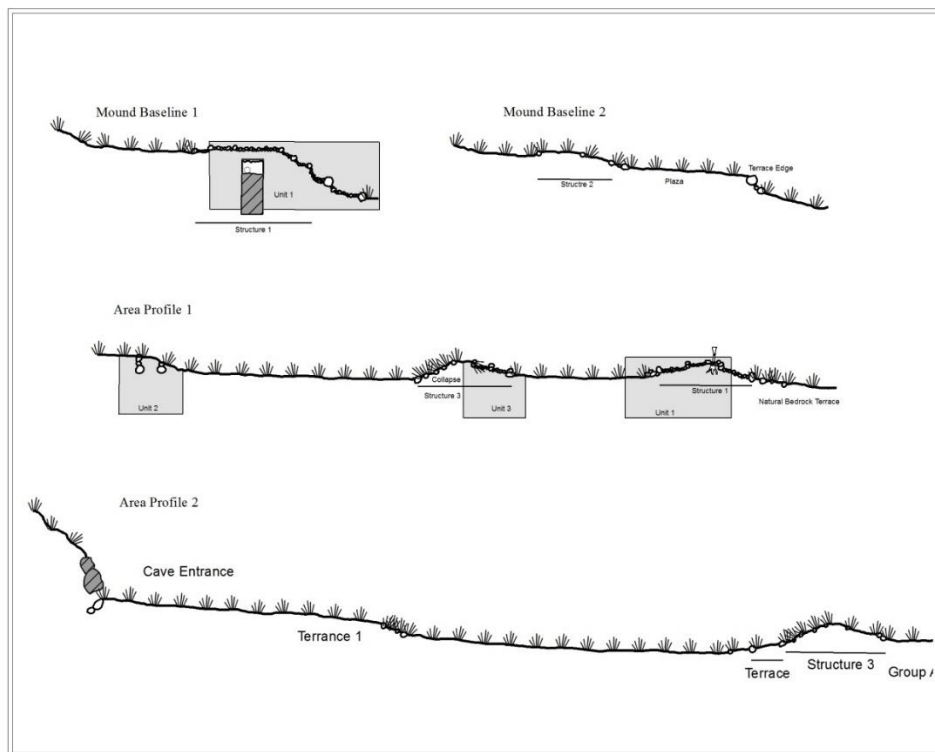 Mound Baseline 1
Unit 1
Structure 1
Mound Baseline 2
Terrace Edge
Structre 2
Plaza
Area Profile 1
Unit 2
Collapse
Structure 3
Unit 3
Structure 1
Unit 1
Natural Bedrock Terrace
Area Profile 2
Cave Entrance
Terrance 1
Terrace
Structure 3
Group